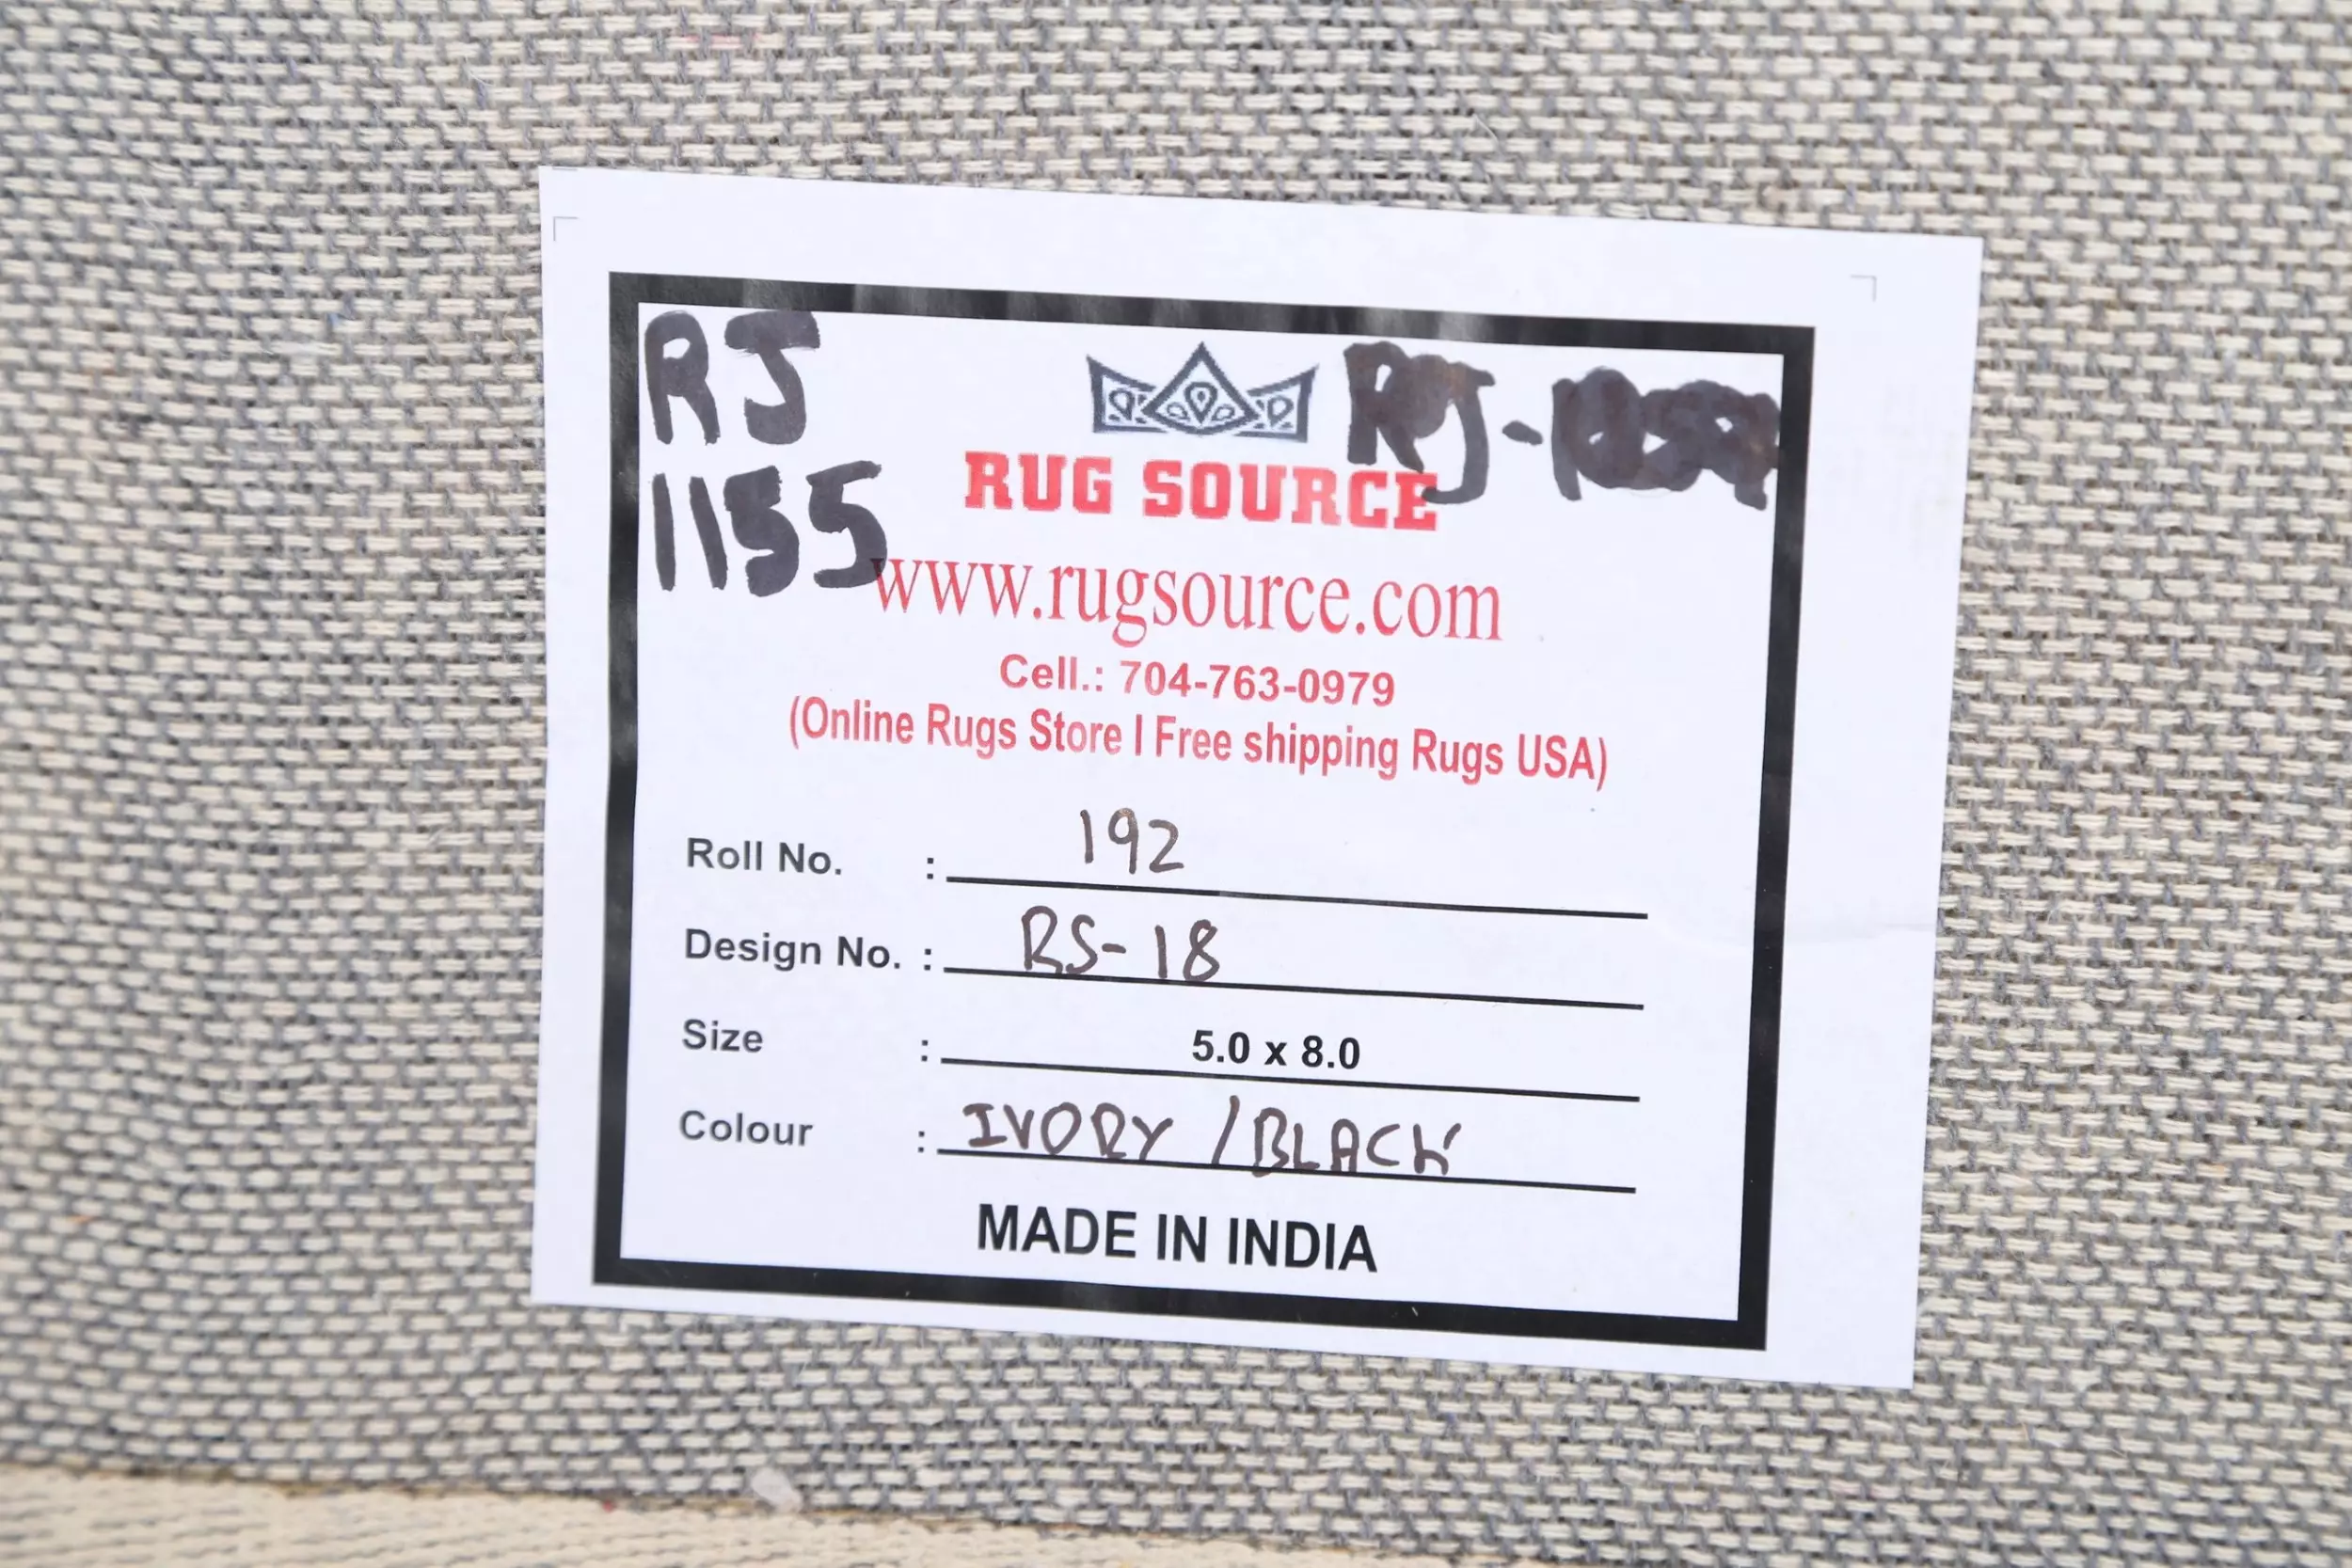 RJ
1155
RJ-
RUG SOURCE
www.rugsource.com
Cell.: 704-763-0979
(Online Rugs Store I Free shipping Rugs USA)
Roll No. : 192
Design No. : RS-18
Size : 5.0 x 8.0
Colour : IVORY / BLACK
MADE IN INDIA